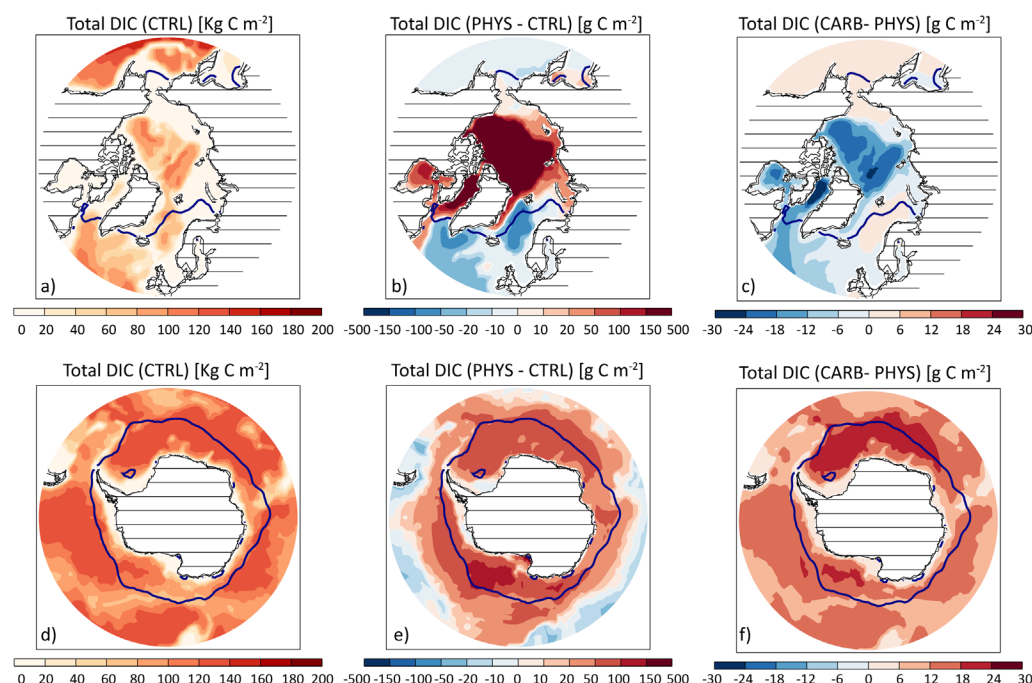 Total DIC (CTRL) [Kg C m-2] Total DIC (PHYS - CTRL) [g C m-2] Total DIC (CARB- PHYS) [g C m-2]
a) b) c)
0 20 40 60 80 100 120 140 160 180 200 -500 -150 -100 -50 -10 0 10 20 50 100 150 500 -30 -24 -18 -12 -6 0 6 12 18 24 30
Total DIC (CTRL) [Kg C m-2] Total DIC (PHYS - CTRL) [g C m-2] Total DIC (CARB- PHYS) [g C m-2]
d) e) f)
0 20 40 60 80 100 120 140 160 180 200 -500 -150 -100 -50 -10 0 10 20 50 100 150 500 -30 -24 -18 -12 -6 0 6 12 18 24 30